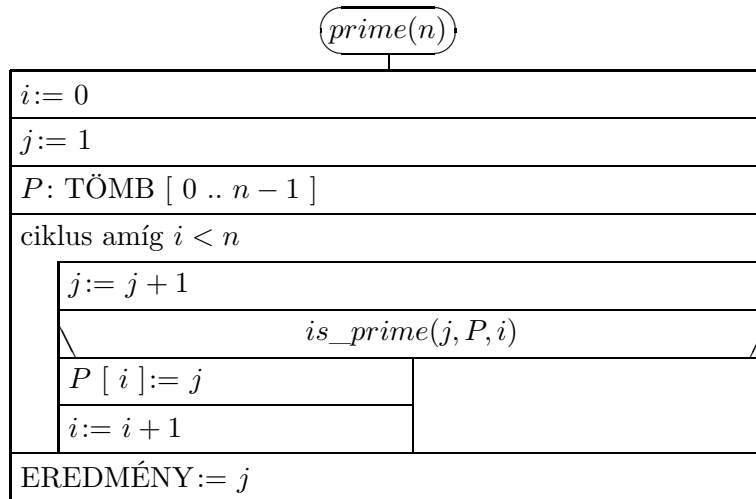 prime(n)
i := 0
j := 1
P : TÖMB [ 0 .. n − 1 ]
ciklus amíg i < n
j := j + 1
is_prime(j, P, i)
P [ i ] := j
i := i + 1
EREDMÉNY := j